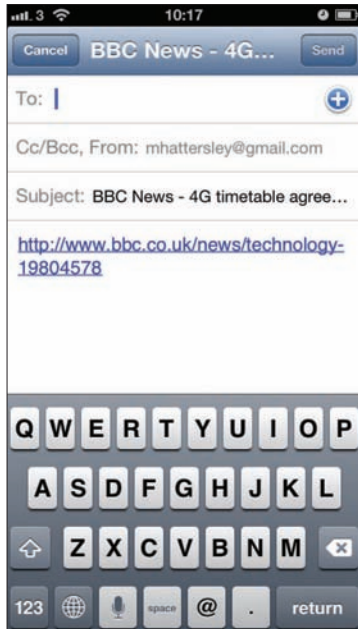 3 10:17
Cancel BBC News - 4G... Send
To:
Cc/Bcc, From: mhattersley@gmail.com
Subject: BBC News - 4G timetable agree...
http://www.bbc.co.uk/news/technology-
19804578
Q W E R T Y U I O P
A S D F G H J K L
Z X C V B N M
123 space @ . return